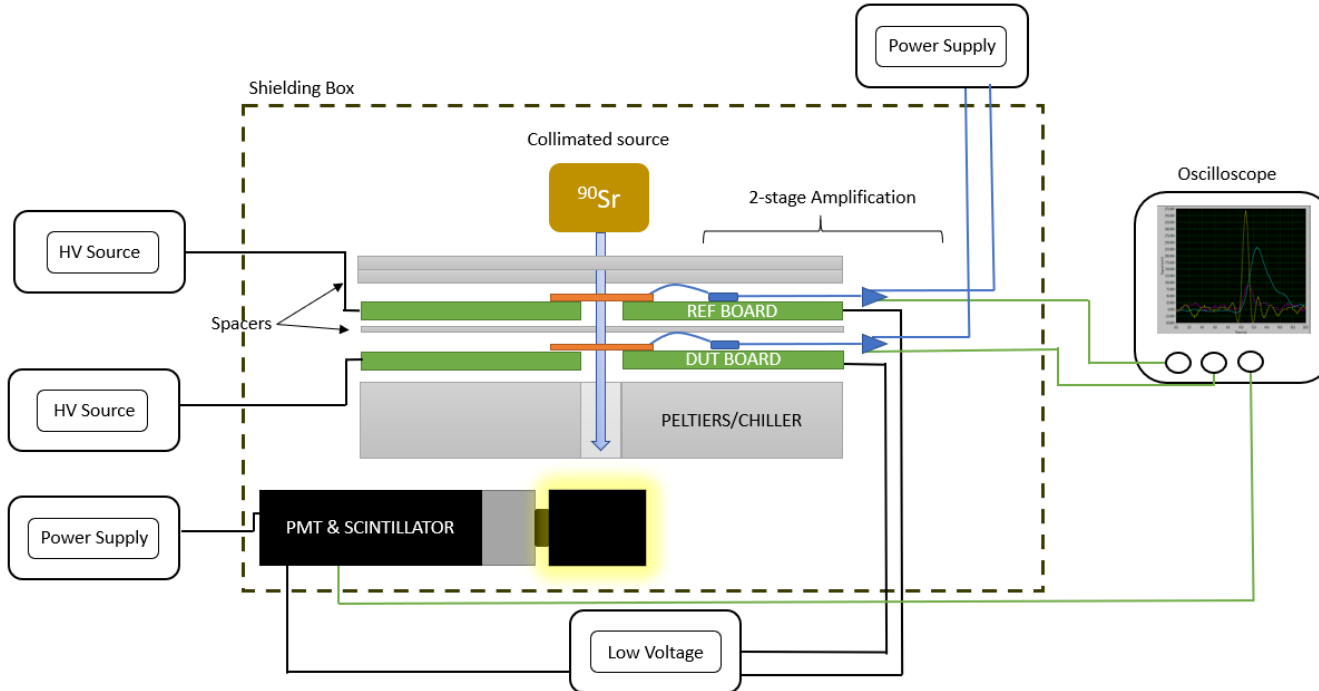 Power Supply
Shielding Box
Collimated source
⁹⁰Sr
Oscilloscope
2-stage Amplification
HV Source
Spacers
REF BOARD
DUT BOARD
HV Source
PELTIERS/CHILLER
PMT & SCINTILLATOR
Power Supply
Low Voltage